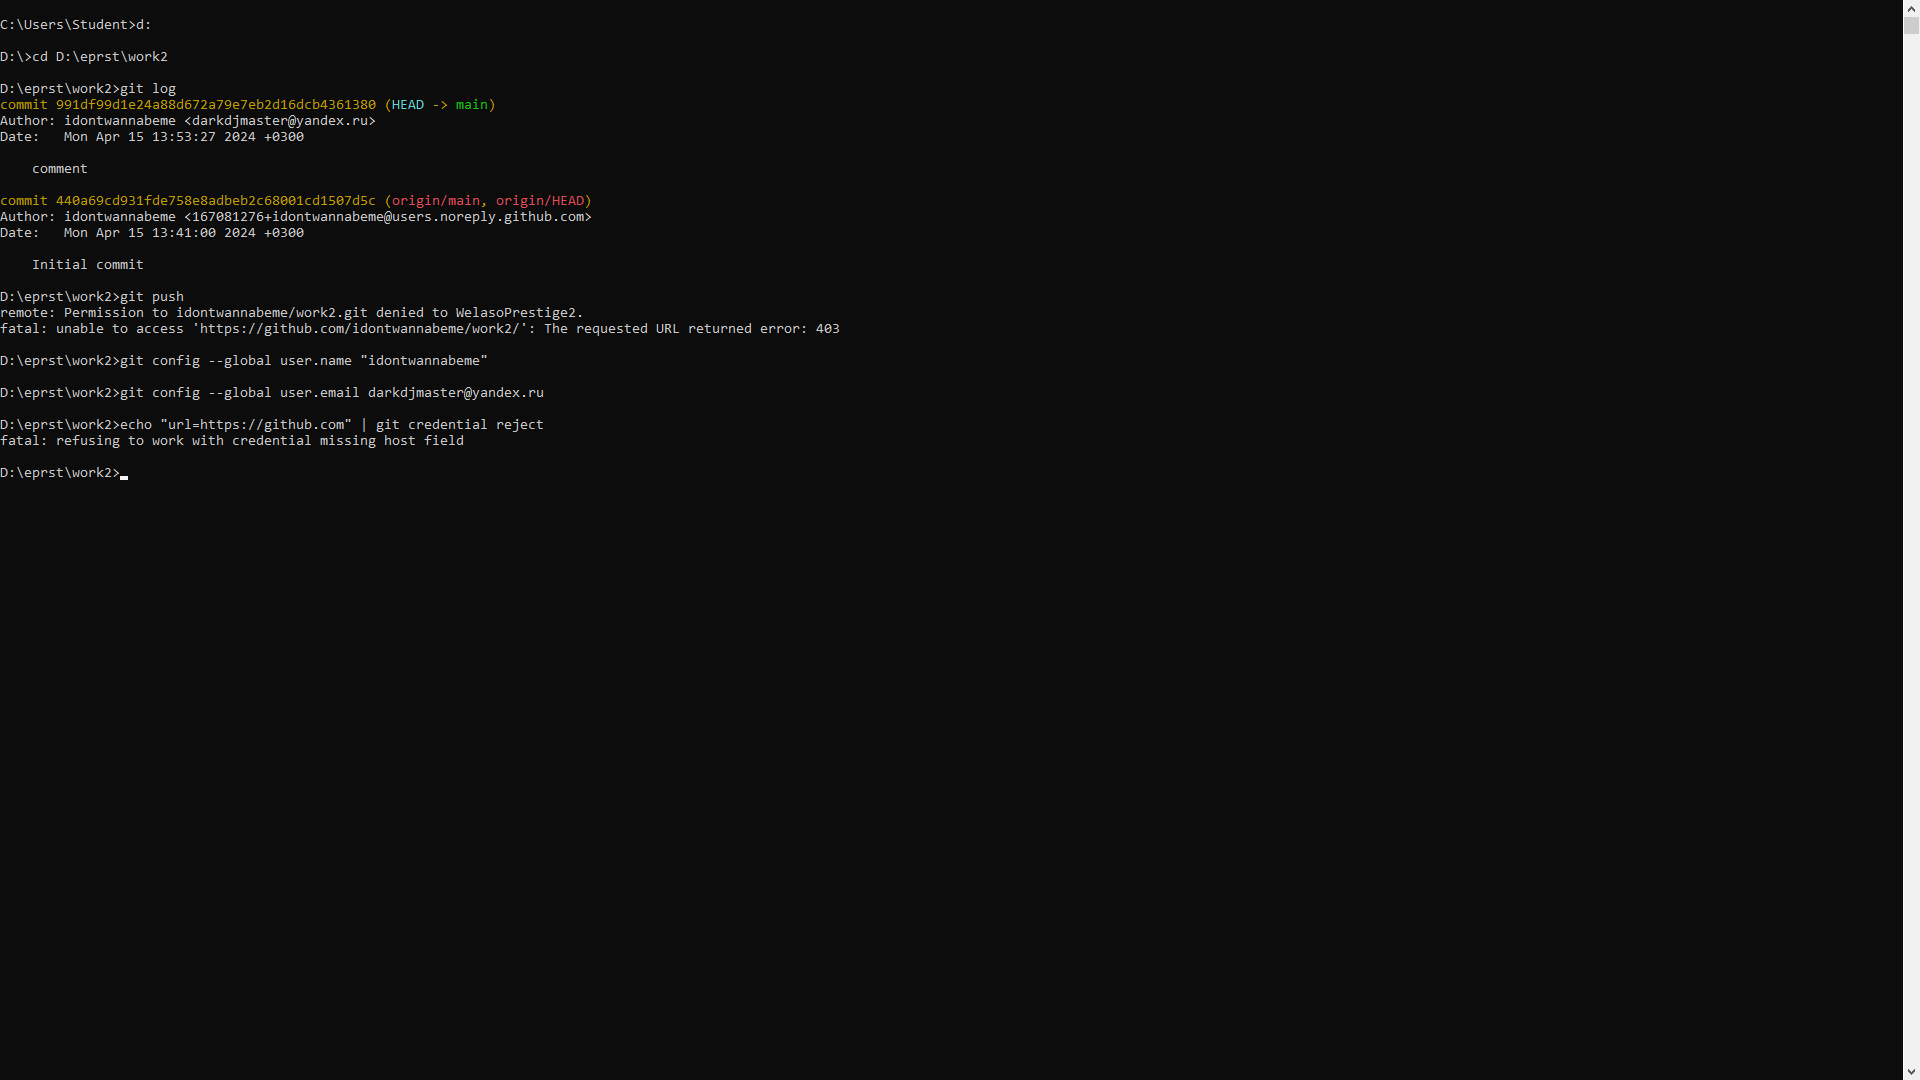 C:\Users\Student>d:
D:\>cd D:\eprst\work2
D:\eprst\work2>git log
commit 991df99d1e24a88d672a79e7eb2d16dcb4361380 (HEAD -> main)
Author: idontwannabeme <darkdjmaster@yandex.ru>
Date:   Mon Apr 15 13:53:27 2024 +0300
    comment
commit 440a69cd931fde758e8adbeb2c68001cd1507d5c (origin/main, origin/HEAD)
Author: idontwannabeme <167081276+idontwannabeme@users.noreply.github.com>
Date:   Mon Apr 15 13:41:00 2024 +0300
    Initial commit
D:\eprst\work2>git push
remote: Permission to idontwannabeme/work2.git denied to WelasoPrestige2.
fatal: unable to access 'https://github.com/idontwannabeme/work2/': The requested URL returned error: 403
D:\eprst\work2>git config --global user.name "idontwannabeme"
D:\eprst\work2>git config --global user.email darkdjmaster@yandex.ru
D:\eprst\work2>echo "url=https://github.com" | git credential reject
fatal: refusing to work with credential missing host field
D:\eprst\work2>